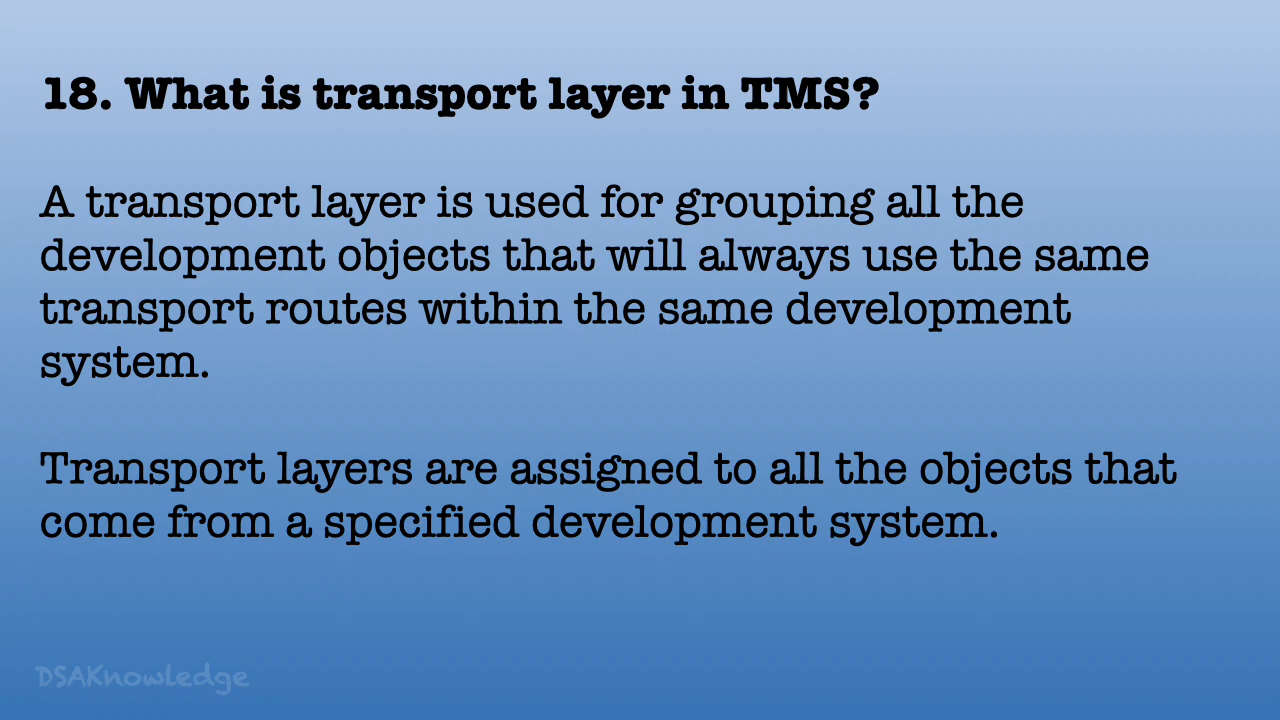 18. What is transport layer in TMS?
A transport layer is used for grouping all the
development objects that will always use the same
transport routes within the same development
system.
Transport layers are assigned to all the objects that
come from a specified development system.
DSAKnowledge